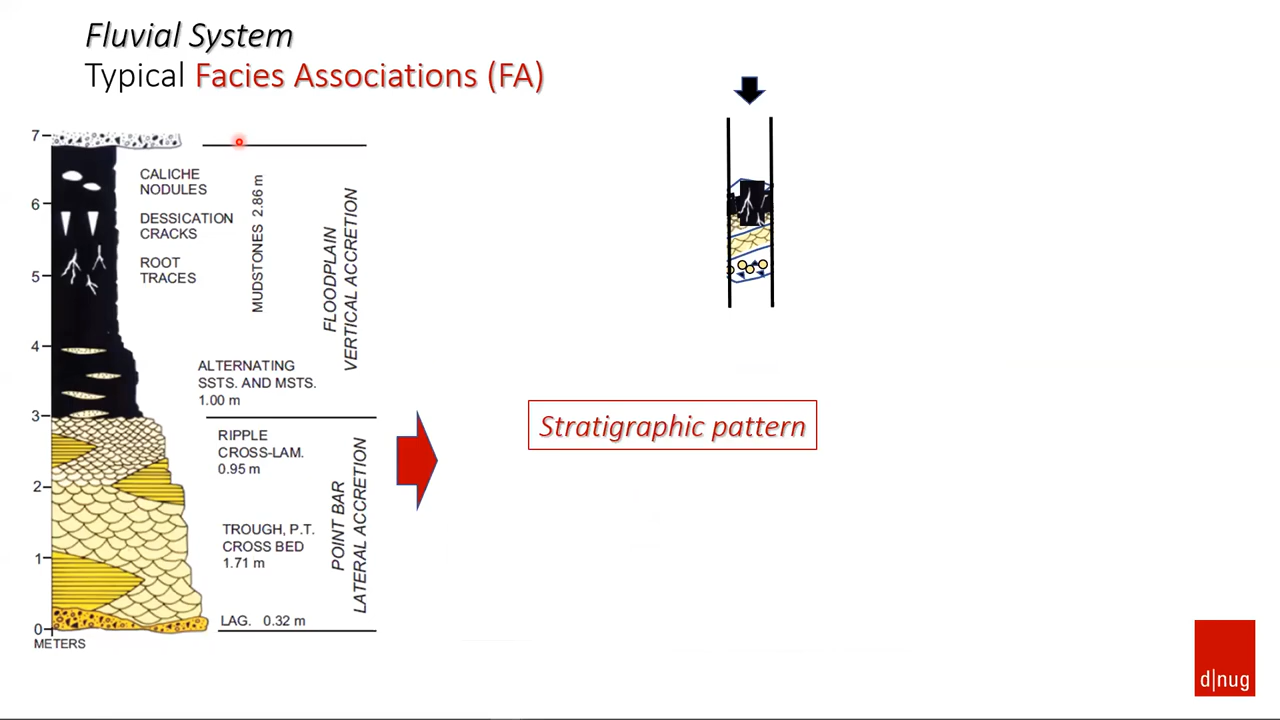 Fluvial System
Typical Facies Associations (FA)
7
6
5
4
3
2
1
0
METERS
CALICHE
NODULES
DESSICATION
CRACKS
ROOT
TRACES
MUDSTONES 2.86 m
FLOODPLAIN
VERTICAL ACCRETION
ALTERNATING
SSTS. AND MSTS.
1.00 m
RIPPLE
CROSS-LAM.
0.95 m
TROUGH, P.T.
CROSS BED
1.71 m
POINT BAR
LATERAL ACCRETION
LAG. 0.32 m
Stratigraphic pattern
d|nug